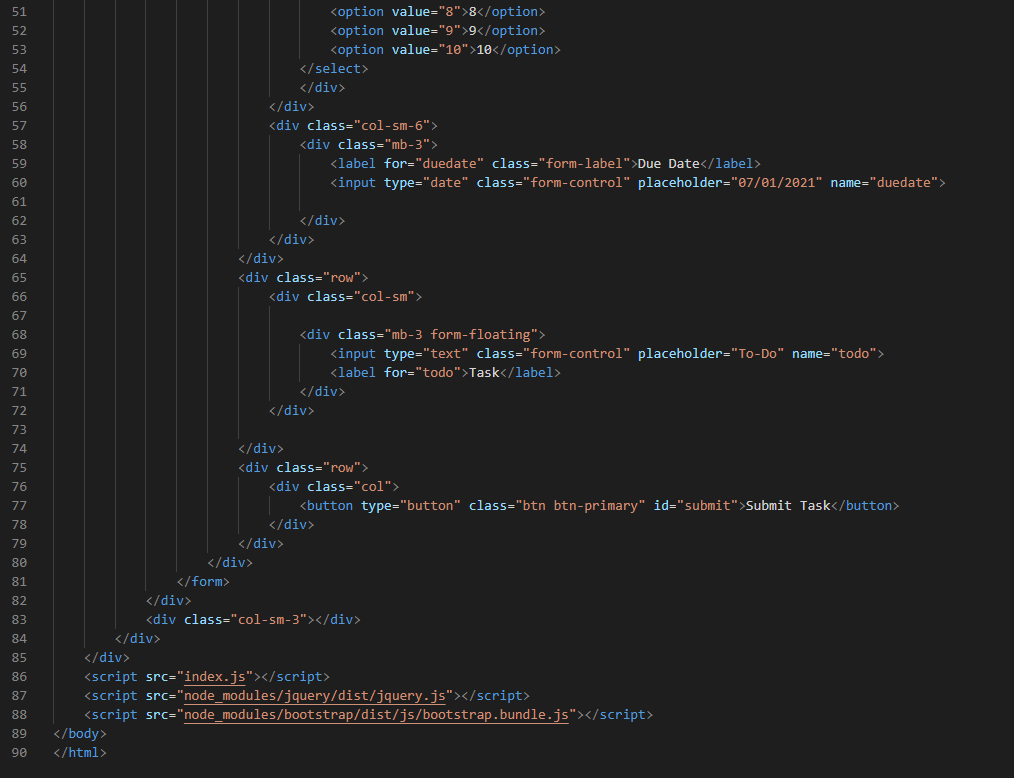 51 <option value="8">8</option>
52 <option value="9">9</option>
53 <option value="10">10</option>
54 </select>
55 </div>
56 </div>
57 <div class="col-sm-6">
58 <div class="mb-3">
59 <label for="duedate" class="form-label">Due Date</label>
60 <input type="date" class="form-control" placeholder="07/01/2021" name="duedate">
61
62 </div>
63 </div>
64 </div>
65 <div class="row">
66 <div class="col-sm">
67
68 <div class="mb-3 form-floating">
69 <input type="text" class="form-control" placeholder="To-Do" name="todo">
70 <label for="todo">Task</label>
71 </div>
72 </div>
73
74 </div>
75 <div class="row">
76 <div class="col">
77 <button type="button" class="btn btn-primary" id="submit">Submit Task</button>
78 </div>
79 </div>
80 </div>
81 </form>
82 </div>
83 <div class="col-sm-3"></div>
84 </div>
85 </div>
86 <script src="index.js"></script>
87 <script src="node_modules/jquery/dist/jquery.js"></script>
88 <script src="node_modules/bootstrap/dist/js/bootstrap.bundle.js"></script>
89 </body>
90 </html>